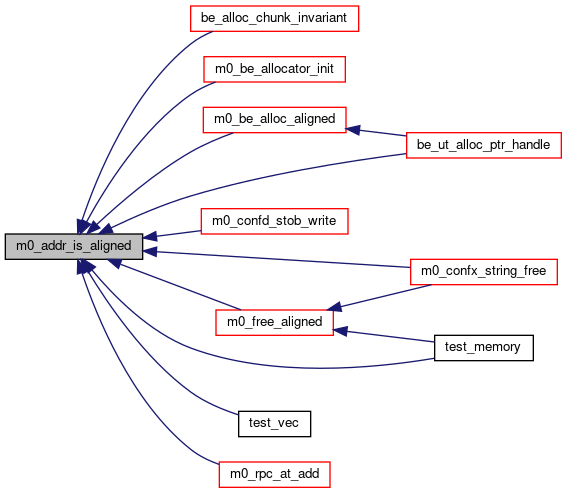 be_alloc_chunk_invariant
m0_be_allocator_init
m0_be_alloc_aligned
be_ut_alloc_ptr_handle
m0_confd_stob_write
m0_addr_is_aligned
m0_confx_string_free
m0_free_aligned
test_memory
test_vec
m0_rpc_at_add